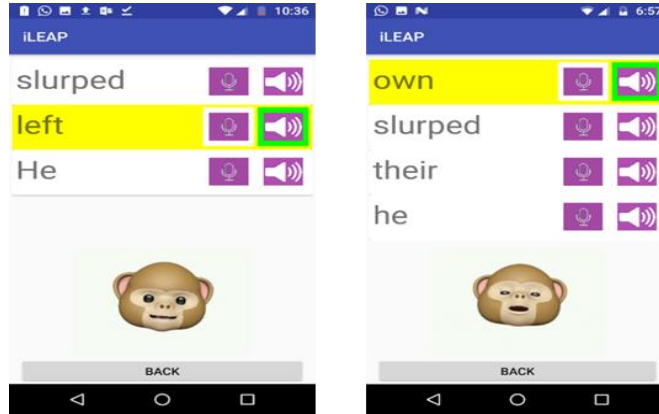 10:36
iLEAP
slurped
left
He
BACK
6:57
iLEAP
own
slurped
their
he
BACK